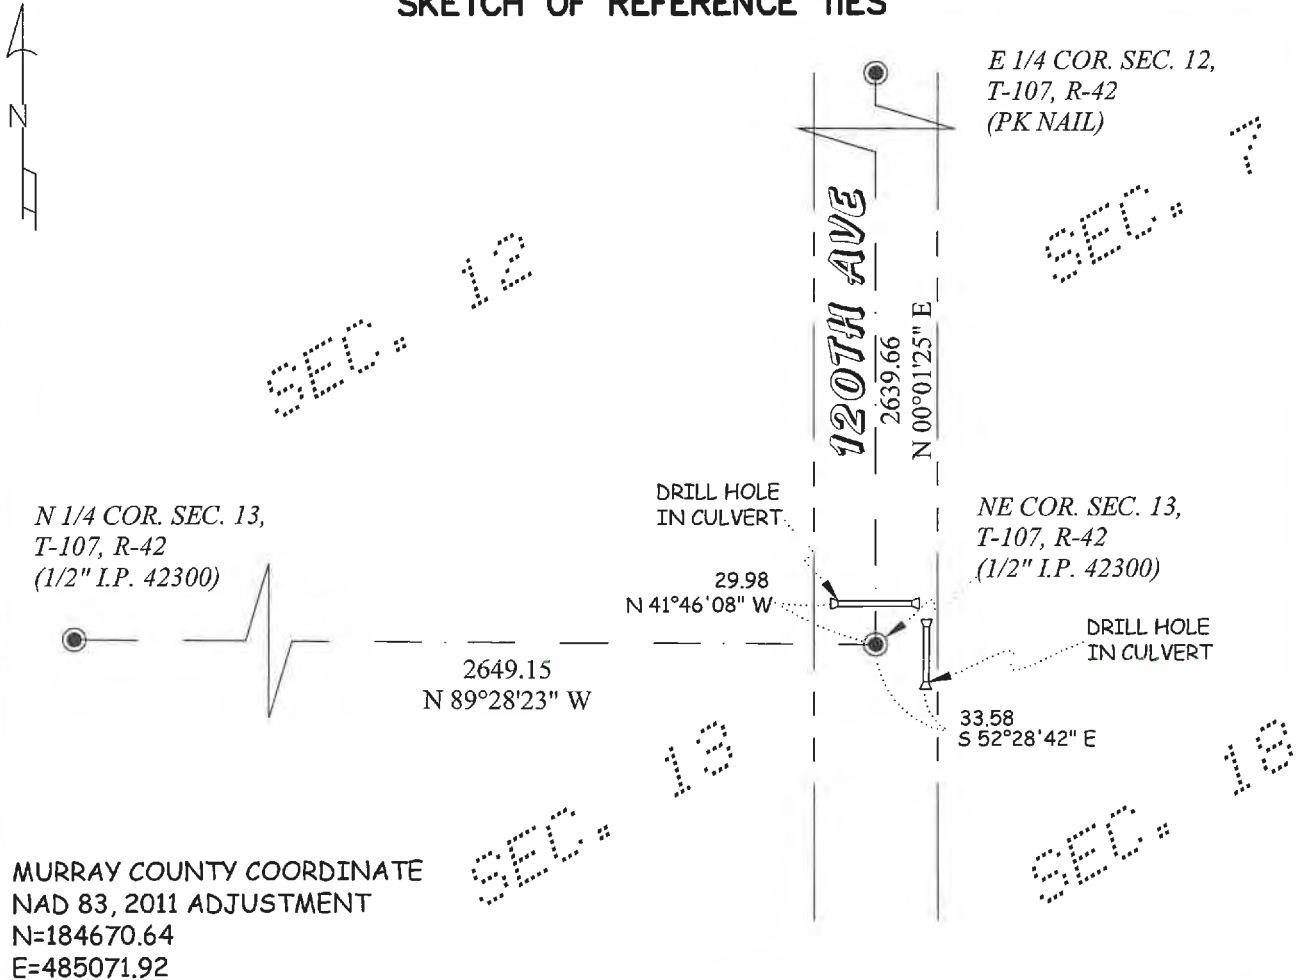 SKETCH OF REFERENCE TIES
N
E 1/4 COR. SEC. 12,
T-107, R-42
(PK NAIL)
SEC. 7
SEC. 12
120TH AVE
2639.66
N 00°01'25" E
N 1/4 COR. SEC. 13,
T-107, R-42
(1/2" I.P. 42300)
DRILL HOLE
IN CULVERT
NE COR. SEC. 13,
T-107, R-42
(1/2" I.P. 42300)
29.98
N 41°46'08" W
DRILL HOLE
IN CULVERT
2649.15
N 89°28'23" W
33.58
S 52°28'42" E
SEC. 13
SEC. 18
MURRAY COUNTY COORDINATE
NAD 83, 2011 ADJUSTMENT
N=184670.64
E=485071.92